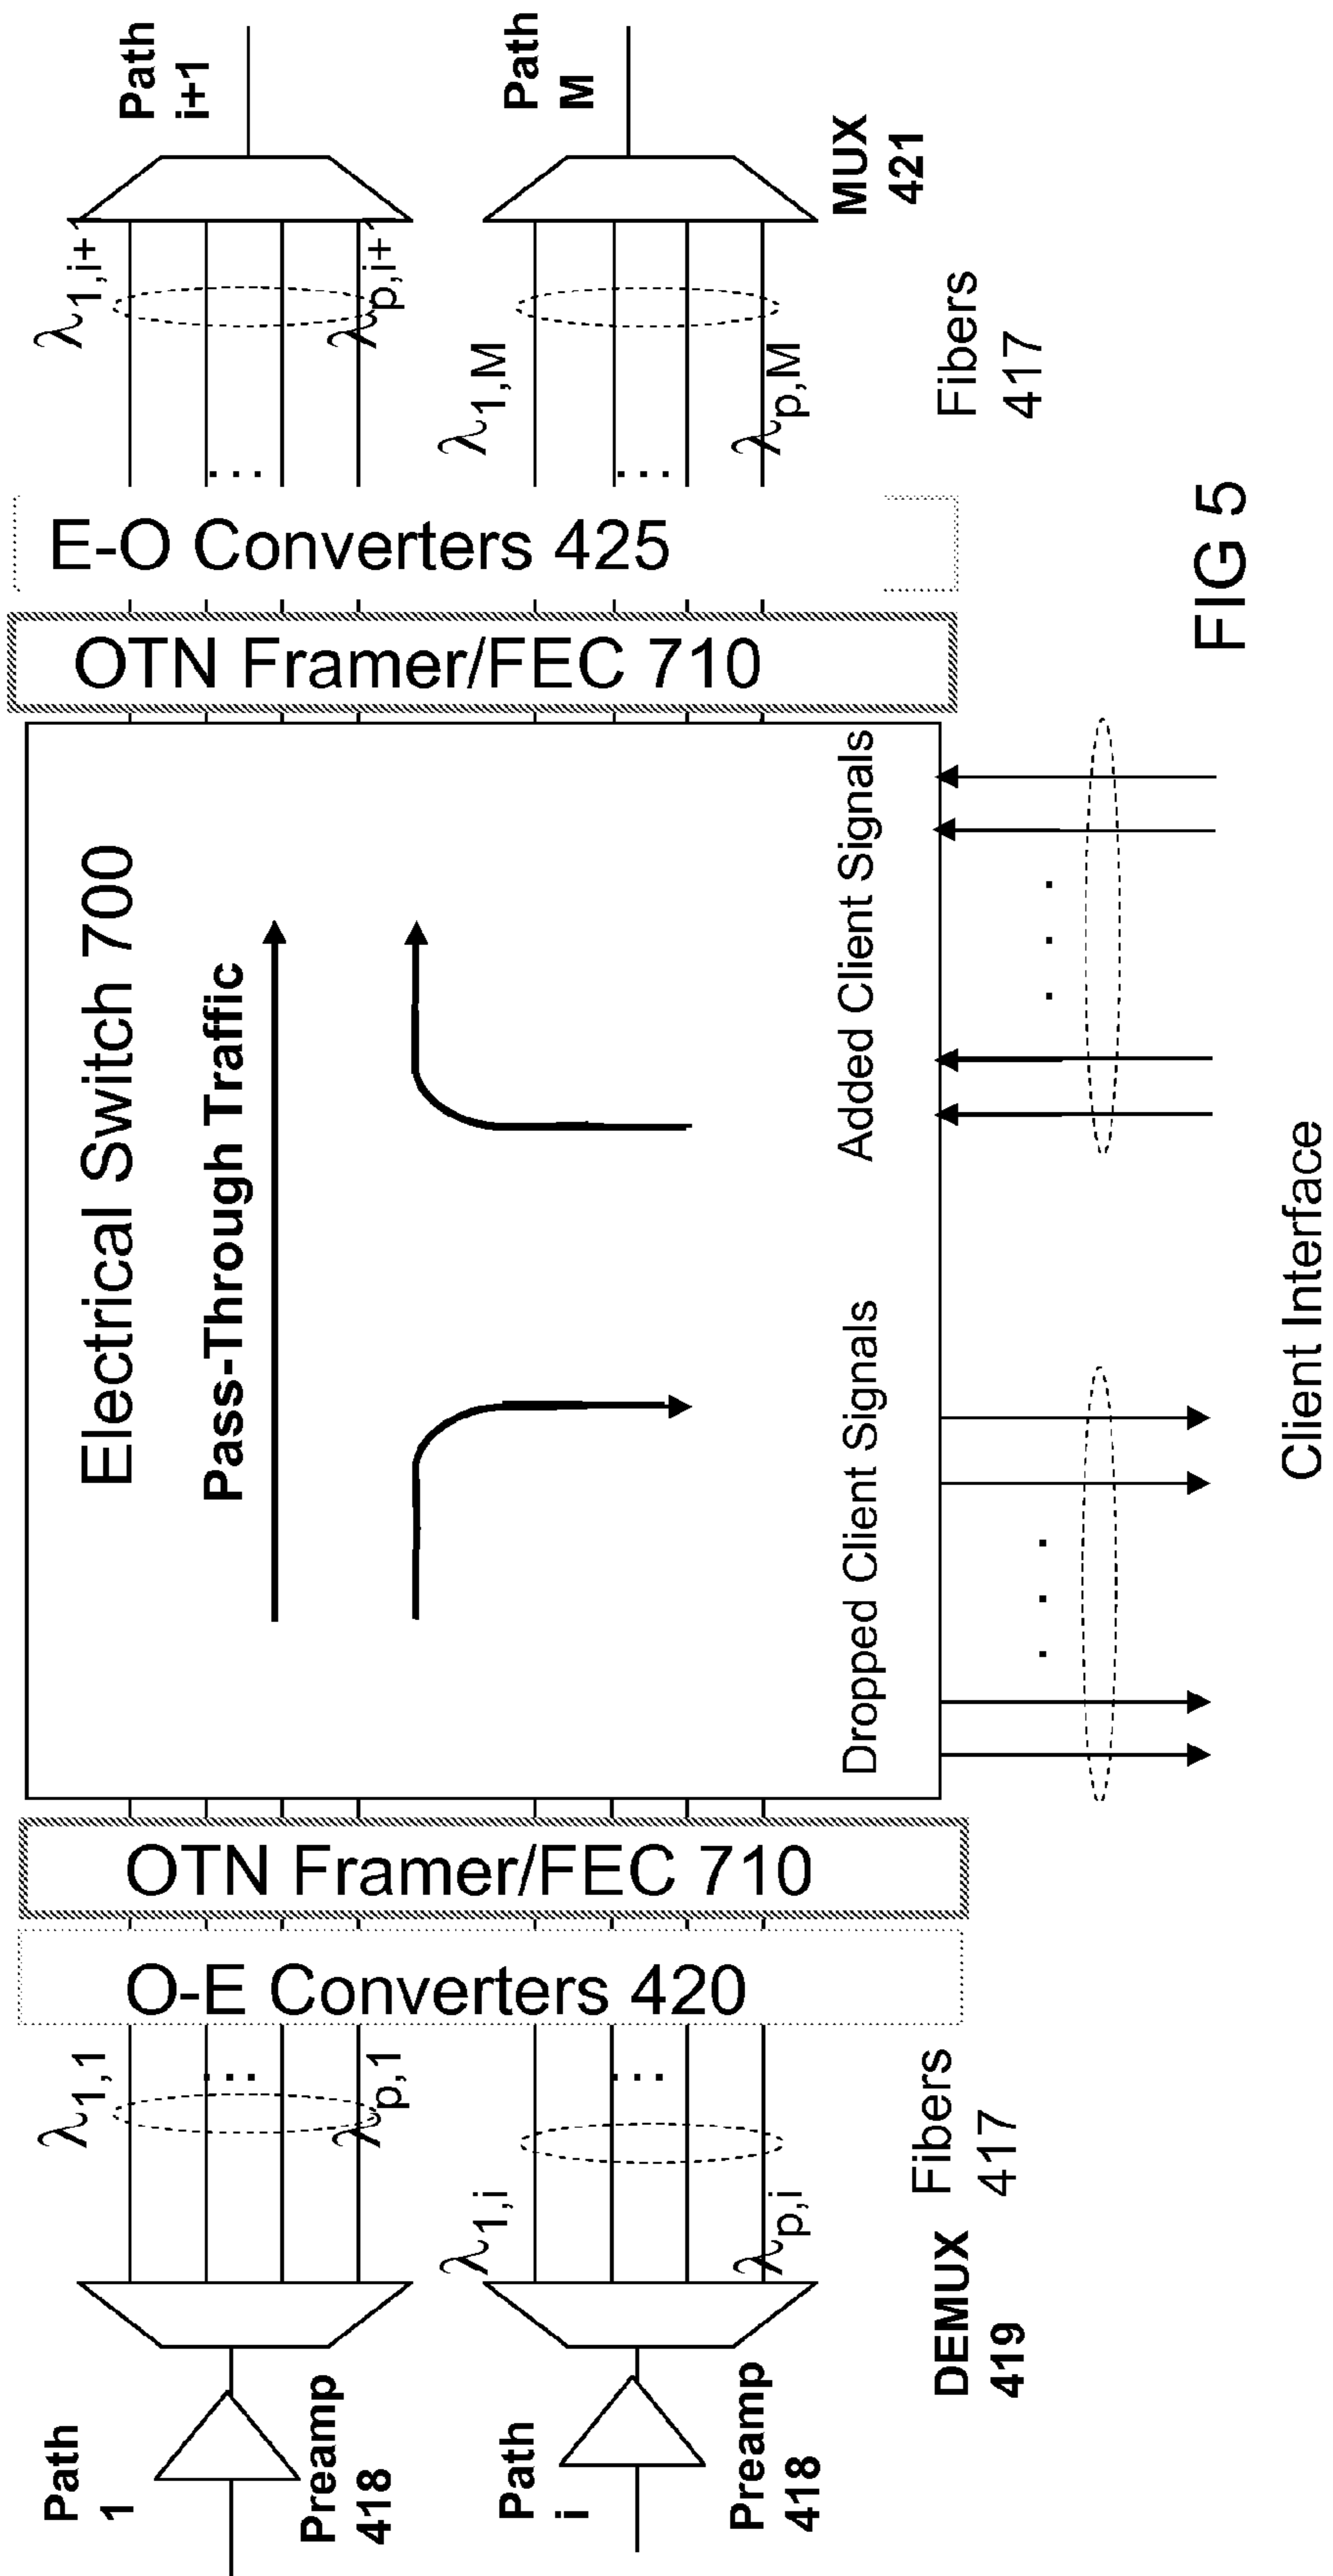 Path
1
Preamp
418
Path
i
Preamp
418
DEMUX
419
λ1,1
...
λp,1
λ1,i
...
λp,i
Fibers
417
O-E Converters 420
OTN Framer/FEC 710
Electrical Switch 700
Pass-Through Traffic
Dropped Client Signals
Added Client Signals
. . .
. . .
Client Interface
OTN Framer/FEC 710
E-O Converters 425
λ1,i+1
...
λp,i+1
λ1,M
...
λp,M
Fibers
417
Path
i+1
Path
M
MUX
421
FIG 5